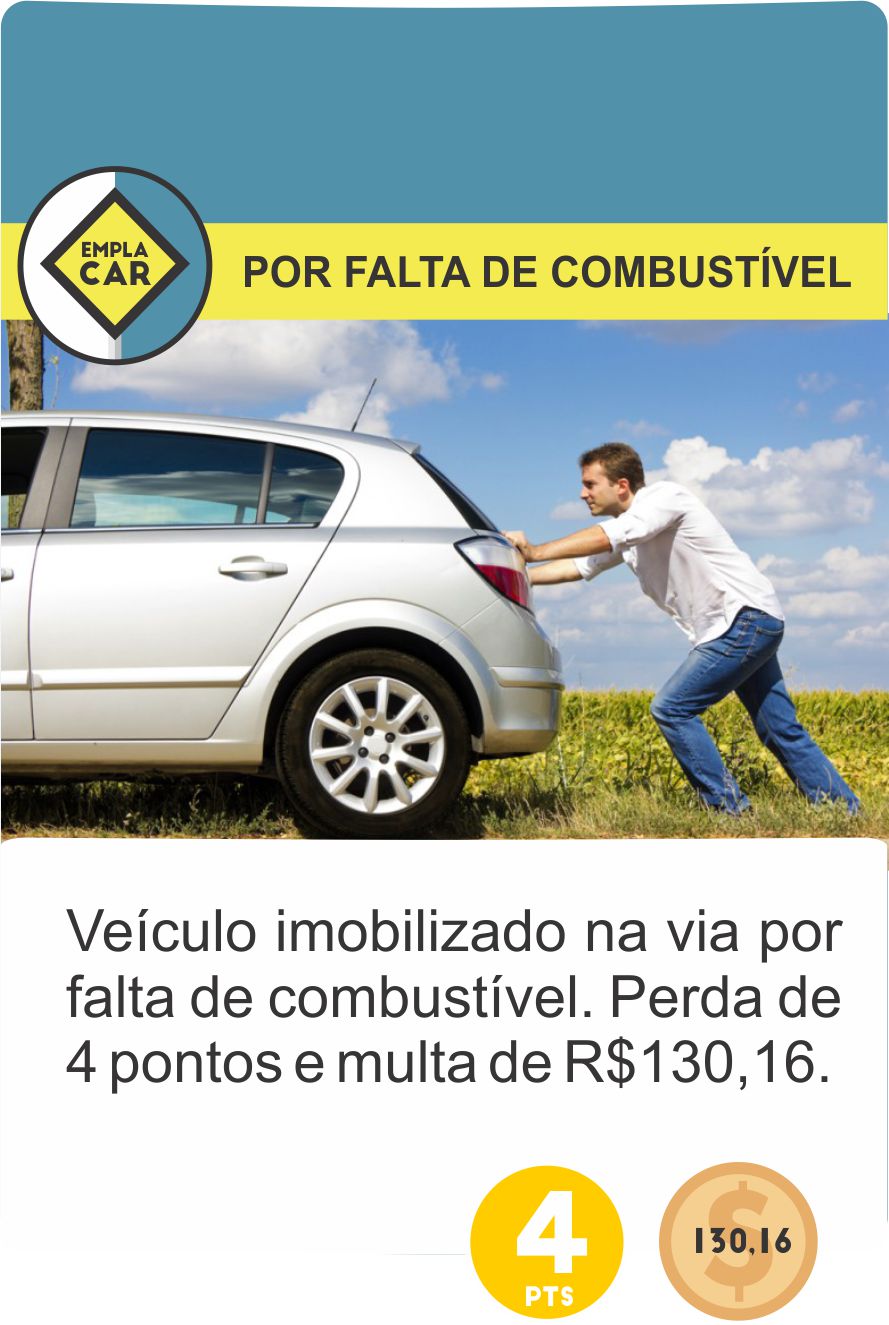 EMPLA
CAR
POR FALTA DE COMBUSTÍVEL
Veículo imobilizado na via por
falta de combustível. Perda de
4 pontos e multa de R$130,16.
4
PTS
$
130,16